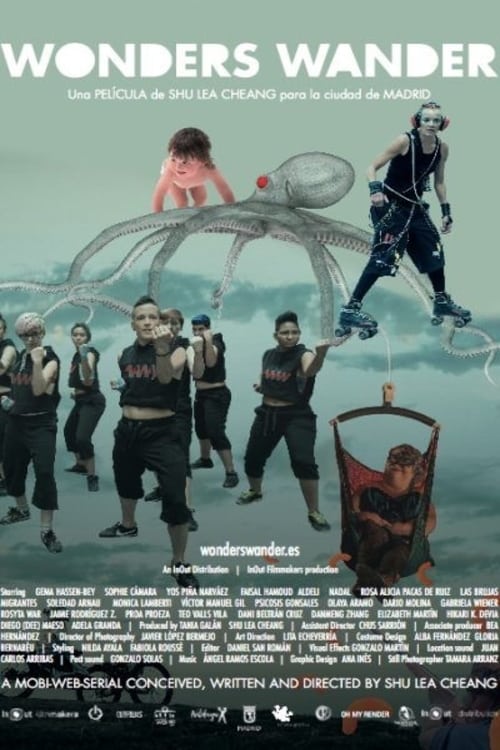 WONDERS WANDER
Una PELÍCULA de SHU LEA CHEANG para la ciudad de MADRID
wonderswander.es
An InOut Distribution | InOut Filmmakers production
Starring GEMA HASSEN-BEY SOPHIE CÂMARA YOS PIÑA NARVÁEZ FAISAL HAMOUD ALDELI NADAL ROSA ALICIA PACAS DE RUIZ LAS BRUJAS
MIGRANTES SOLEDAD ARNAU MONICA LAMBERTI VÍCTOR MANUEL GIL PSICOSIS GONSALES OLAYA ARAMO DARIO MOLINA GABRIELA WIENER
ROSYTA WAR JAIME RODRÍGUEZ Z. PROA PROEZA TED VALLS VILA DANI BELTRÁN CRUZ DANMENG ZHANG ELIZABETH MARTÍN HIKARI K. DEVIA
DIEGO (DEE) MAESO ADELA GRANDA | Produced by TANIA GALÁN SHU LEA CHEANG | Assistant Director CHUS SARRIÓN | Associate producer BEA
HERNÁNDEZ | Director of Photography JAVIER LÓPEZ BERMEJO | Art Direction LITA ECHEVERRÍA | Costume Design ALBA FERNÁNDEZ GLORIA
BERNABÉU | Styling NILDA AYALA FABIOLA ROUSSÉ | Editor DANIEL SAN ROMÁN | Visual Effects GONZALO MARTÍN | Location sound JUAN
CARLOS ARRIBAS | Post sound GONZALO SOLAS | Music ÁNGEL RAMOS ESCOLA | Graphic Design ANA INÉS | Still Photographer TAMARA ARRANZ
A MOBI-WEB-SERIAL CONCEIVED, WRITTEN AND DIRECTED BY SHU LEA CHEANG
MADRID OH MY RENDER